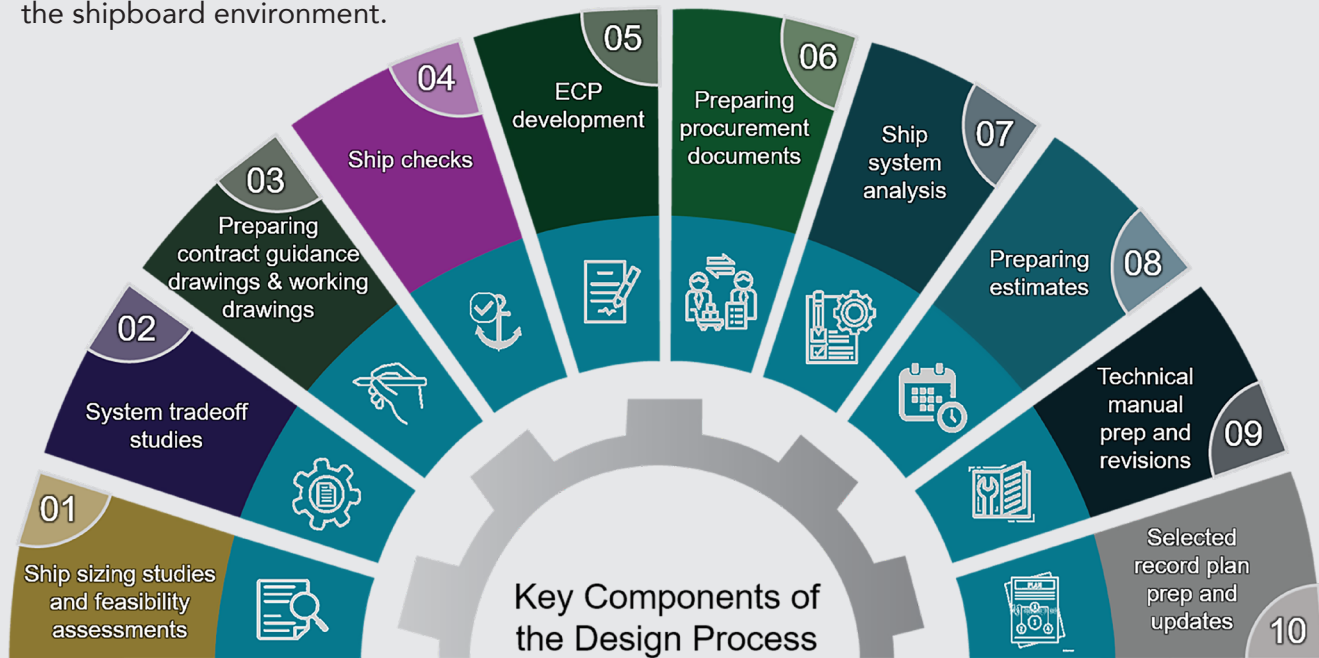 the shipboard environment.
01
Ship sizing studies
and feasibility
assessments
02
System tradeoff
studies
03
Preparing
contract guidance
drawings & working
drawings
04
Ship checks
05
ECP
development
06
Preparing
procurement
documents
07
Ship
system
analysis
08
Preparing
estimates
09
Technical
manual
prep and
revisions
10
Selected
record plan
prep and
updates
PLAN
Key Components of
the Design Process